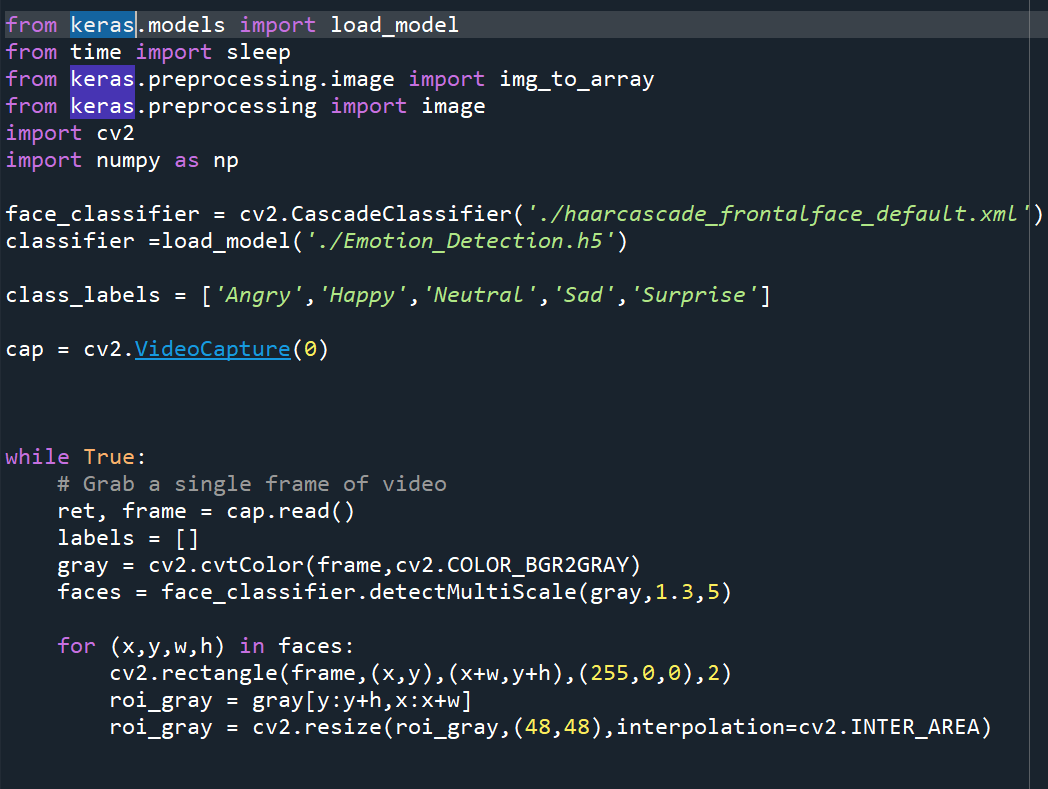 from keras.models import load_model
from time import sleep
from keras.preprocessing.image import img_to_array
from keras.preprocessing import image
import cv2
import numpy as np

face_classifier = cv2.CascadeClassifier('./haarcascade_frontalface_default.xml')
classifier =load_model('./Emotion_Detection.h5')

class_labels = ['Angry','Happy','Neutral','Sad','Surprise']

cap = cv2.VideoCapture(0)

while True:
    # Grab a single frame of video
    ret, frame = cap.read()
    labels = []
    gray = cv2.cvtColor(frame,cv2.COLOR_BGR2GRAY)
    faces = face_classifier.detectMultiScale(gray,1.3,5)

    for (x,y,w,h) in faces:
        cv2.rectangle(frame,(x,y),(x+w,y+h),(255,0,0),2)
        roi_gray = gray[y:y+h,x:x+w]
        roi_gray = cv2.resize(roi_gray,(48,48),interpolation=cv2.INTER_AREA)